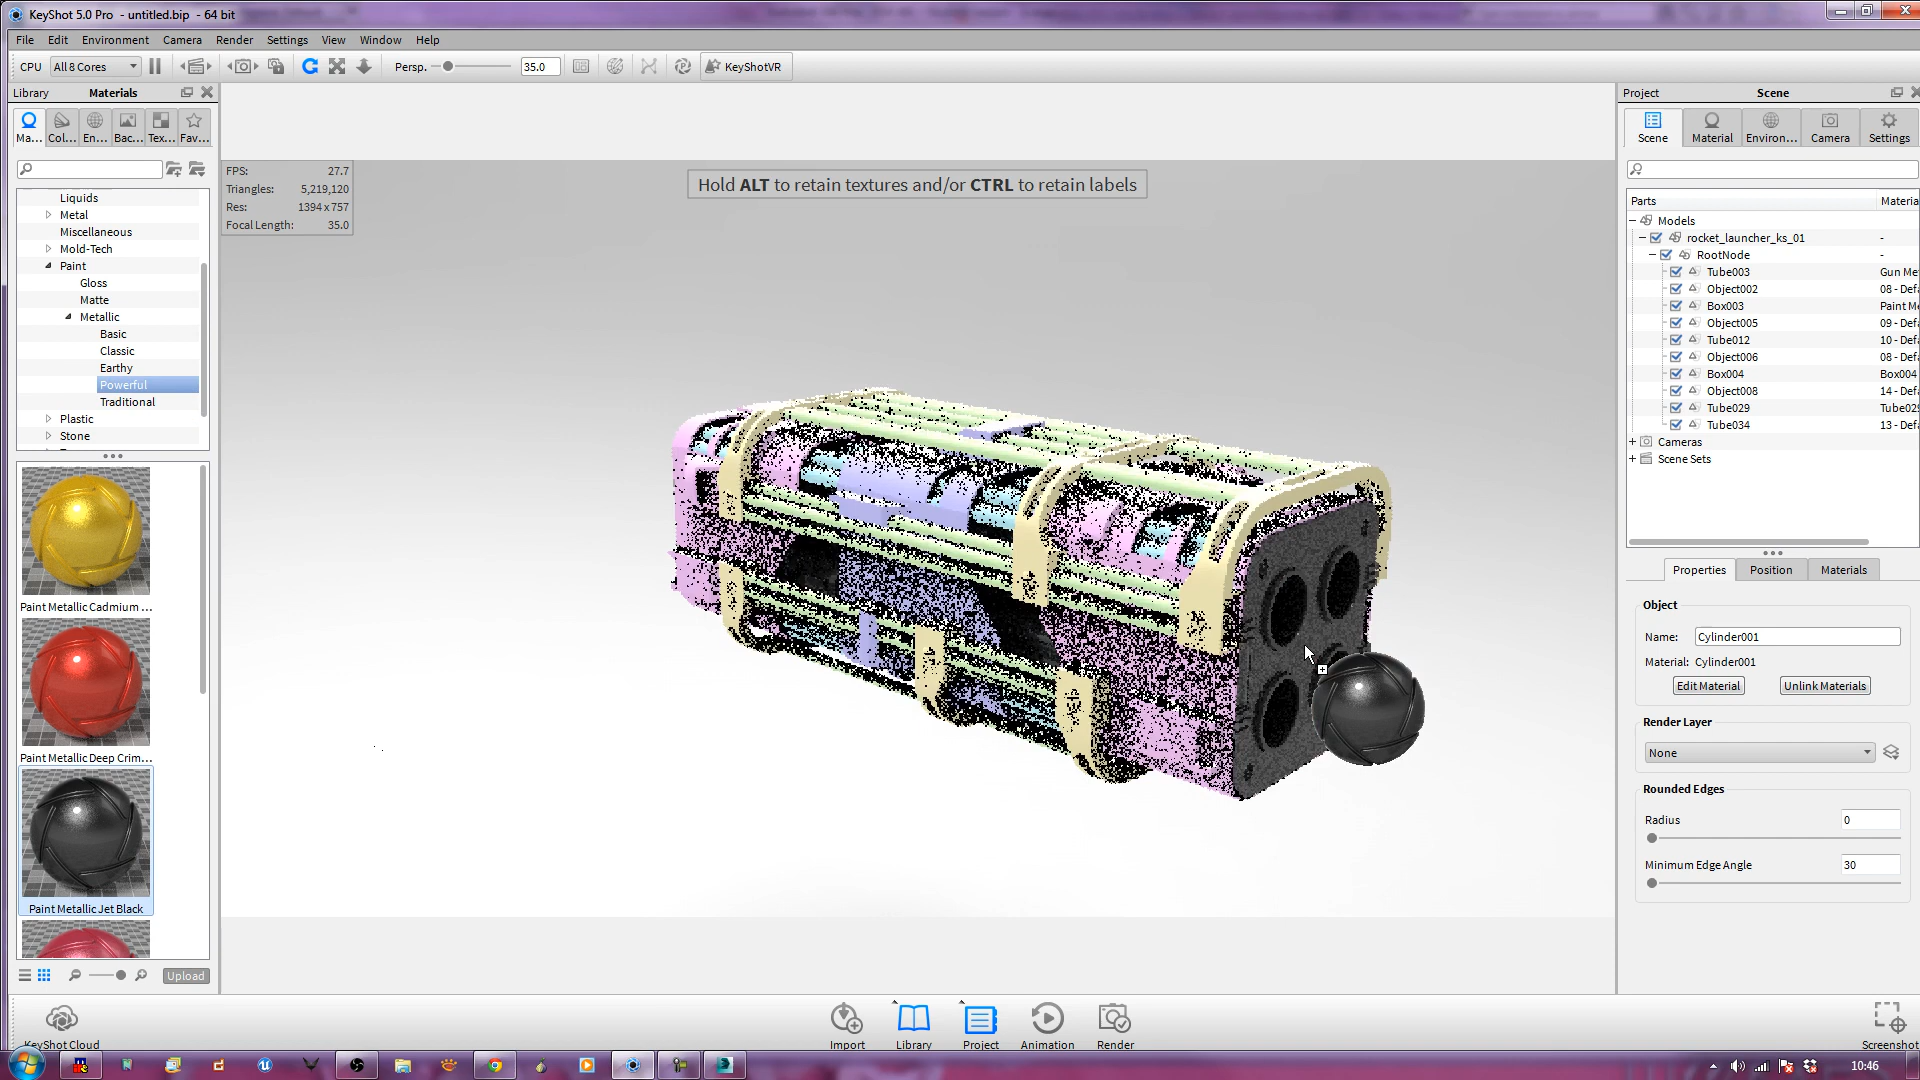 KeyShot 5.0 Pro - untitled.bip - 64 bit
File Edit Environment Camera Render Settings View Window Help
CPU All 8 Cores Persp. 35.0 KeyShotVR
Library Materials
Ma... Col... En... Bac... Tex... Fav...
Liquids
Metal
Miscellaneous
Mold-Tech
Paint
Gloss
Matte
Metallic
Basic
Classic
Earthy
Powerful
Traditional
Plastic
Stone
Paint Metallic Cadmium ...
Paint Metallic Deep Crim...
Paint Metallic Jet Black
Upload
FPS: 27.7
Triangles: 5,219,120
Res: 1394 x 757
Focal Length: 35.0
Hold ALT to retain textures and/or CTRL to retain labels
Project Scene
Scene Material Environ... Camera Settings
Parts Materia
Models
rocket_launcher_ks_01 -
RootNode -
Tube003 Gun Me
Object002 08 - Defa
Box003 Paint Me
Object005 09 - Defa
Tube012 10 - Defa
Object006 08 - Defa
Box004 Box004
Object008 14 - Defa
Tube029 Tube029
Tube034 13 - Defa
Cameras
Scene Sets
Properties Position Materials
Object
Name: Cylinder001
Material: Cylinder001
Edit Material Unlink Materials
Render Layer
None
Rounded Edges
Radius 0
Minimum Edge Angle 30
KeyShot Cloud Import Library Project Animation Render Screenshot
10:46